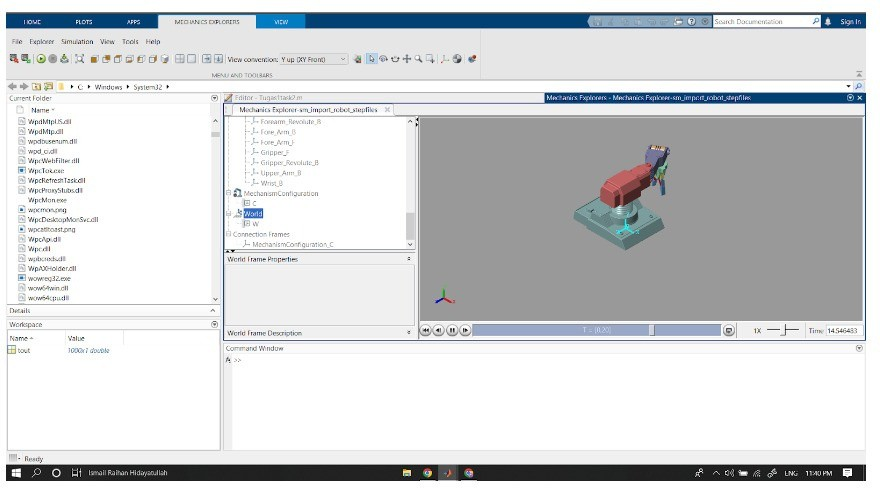 HOME PLOTS APPS MECHANICS EXPLORERS VIEW Search Documentation Sign In
File Explorer Simulation View Tools Help
View convention: Y up (XY Front)
MENU AND TOOLBARS
C: Windows System32
Current Folder
Name
WpdMtpUS.dll
WpdMtp.dll
wpdbusenum.dll
wpd_ci.dll
WpcWebFilter.dll
WpcTok.exe
WpcRefreshTask.dll
WpcProxyStubs.dll
WpcMon.exe
wpcmon.png
WpcDesktopMonSvc.dll
wpcatltoast.png
WpcApi.dll
Wpc.dll
wpbcreds.dll
WpAXHolder.dll
wowreg32.exe
wow64win.dll
wow64cpu.dll
Details
Workspace
Name Value
tout 1000x1 double
Editor - TugasTask2.m
Mechanics Explorers - Mechanics Explorer-sm_import_robot_stepfiles
Mechanics Explorer-sm_import_robot_stepfiles
Forearm_Revolute_B
Fore_Arm_B
Fore_Arm_F
Gripper_F
Gripper_Revolute_B
Upper_Arm_B
Wrist_B
MechanismConfiguration
C
World
W
Connection Frames
MechanismConfiguration_C
World Frame Properties
World Frame Description
1X Time 14.546483
Command Window
fx >>
Ready
Ismail Raihan Hidayatullah
ENG 11:40 PM